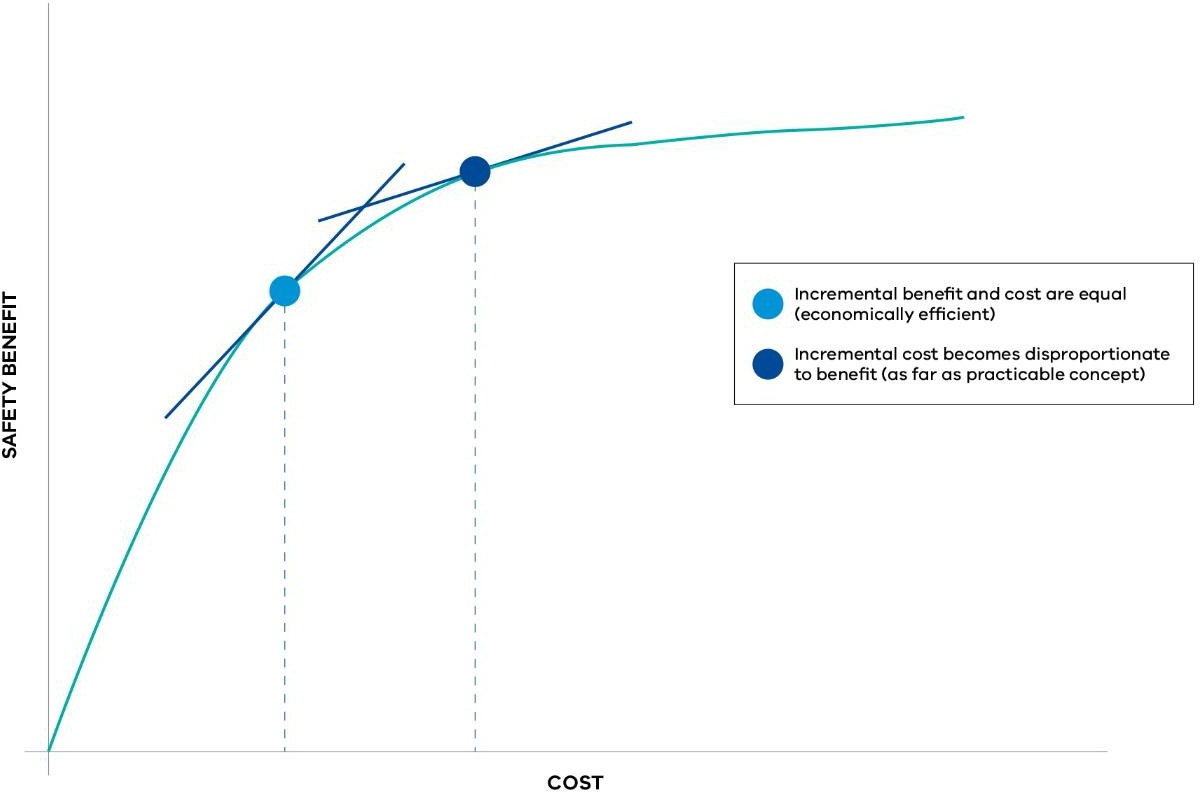 SAFETY BENEFIT
Incremental benefit and cost are equal
(economically efficient)
Incremental cost becomes disproportionate
to benefit (as far as practicable concept)
COST